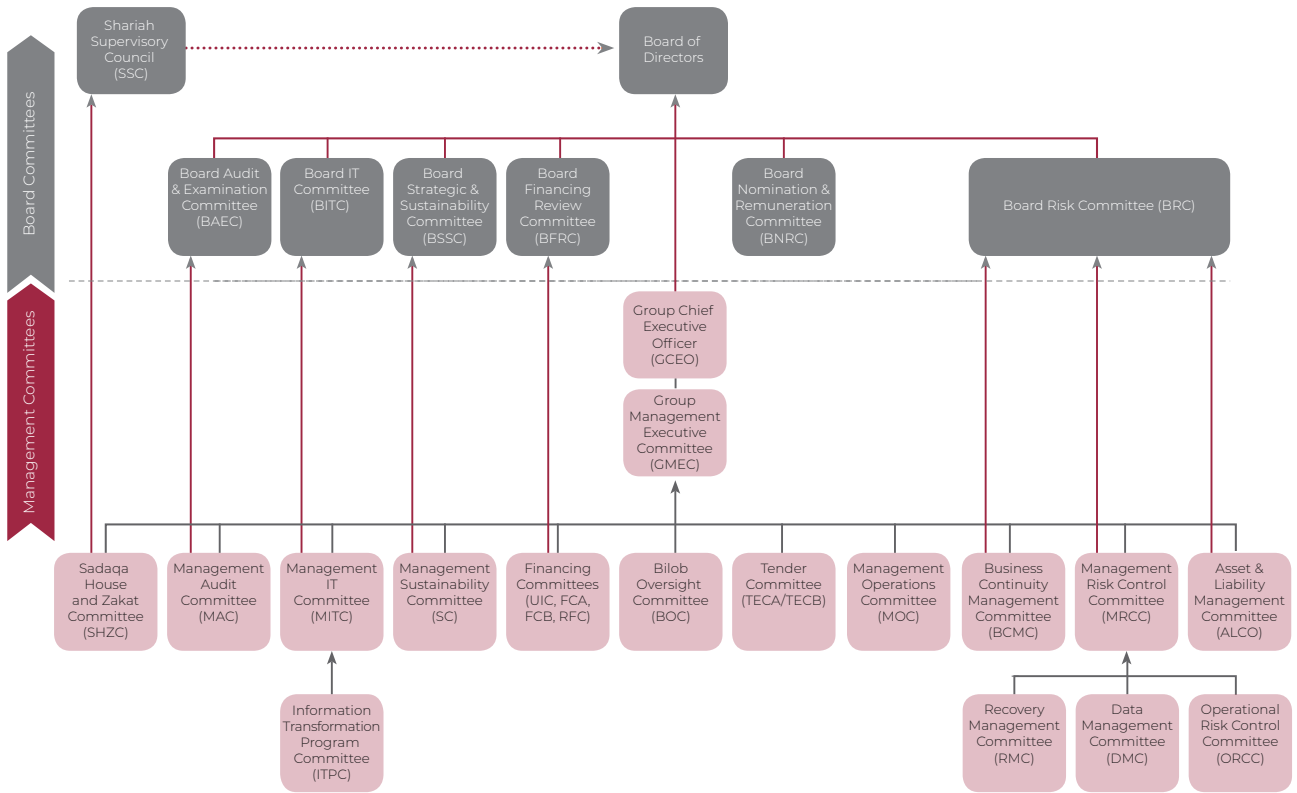 Shariah
Supervisory
Council
(SSC)
Board of
Directors
Board Committees
Board Audit
& Examination
Committee
(BAEC)
Board IT
Committee
(BITC)
Board
Strategic &
Sustainability
Committee
(BSSC)
Board
Financing
Review
Committee
(BFRC)
Board
Nomination &
Remuneration
Committee
(BNRC)
Board Risk Committee (BRC)
Management Committees
Group Chief
Executive
Officer
(GCEO)
Group
Management
Executive
Committee
(GMEC)
Sadaqa
House
and Zakat
Committee
(SHZC)
Management
Audit
Committee
(MAC)
Management
IT
Committee
(MITC)
Management
Sustainability
Committee
(SC)
Financing
Committees
(UIC, FCA,
FCB, RFC)
Bilob
Oversight
Committee
(BOC)
Tender
Committee
(TECA/TECB)
Management
Operations
Committee
(MOC)
Business
Continuity
Management
Committee
(BCMC)
Management
Risk Control
Committee
(MRCC)
Asset &
Liability
Management
Committee
(ALCO)
Information
Transformation
Program
Committee
(ITPC)
Recovery
Management
Committee
(RMC)
Data
Management
Committee
(DMC)
Operational
Risk Control
Committee
(ORCC)